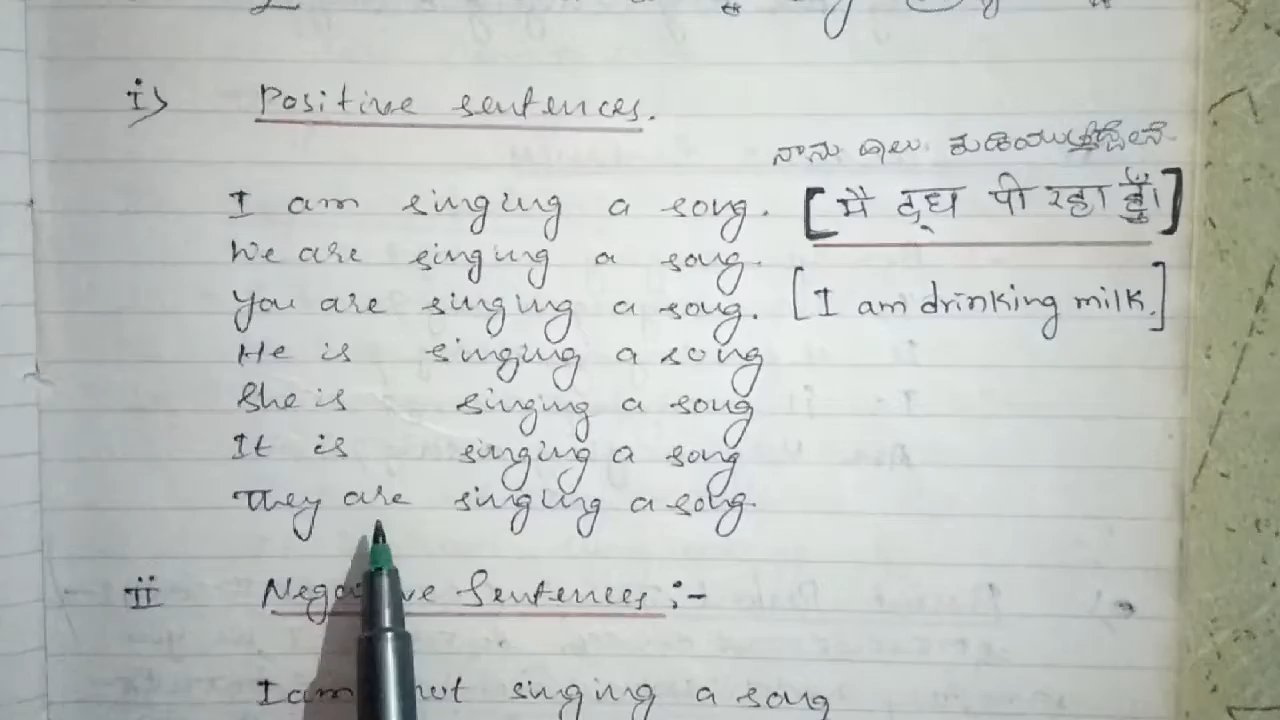 i) Positive sentences.
ನಾನು ಹಾಲು ಕುಡಿಯುತ್ತಿದ್ದೇನೆ.
I am singing a song. [मै दूध पी रहा हूँ।]
We are singing a song.
You are singing a song. [I am drinking milk.]
He is singing a song
She is singing a song
It is singing a song
They are singing a song.
ii Negative Sentences :-
I am not singing a song